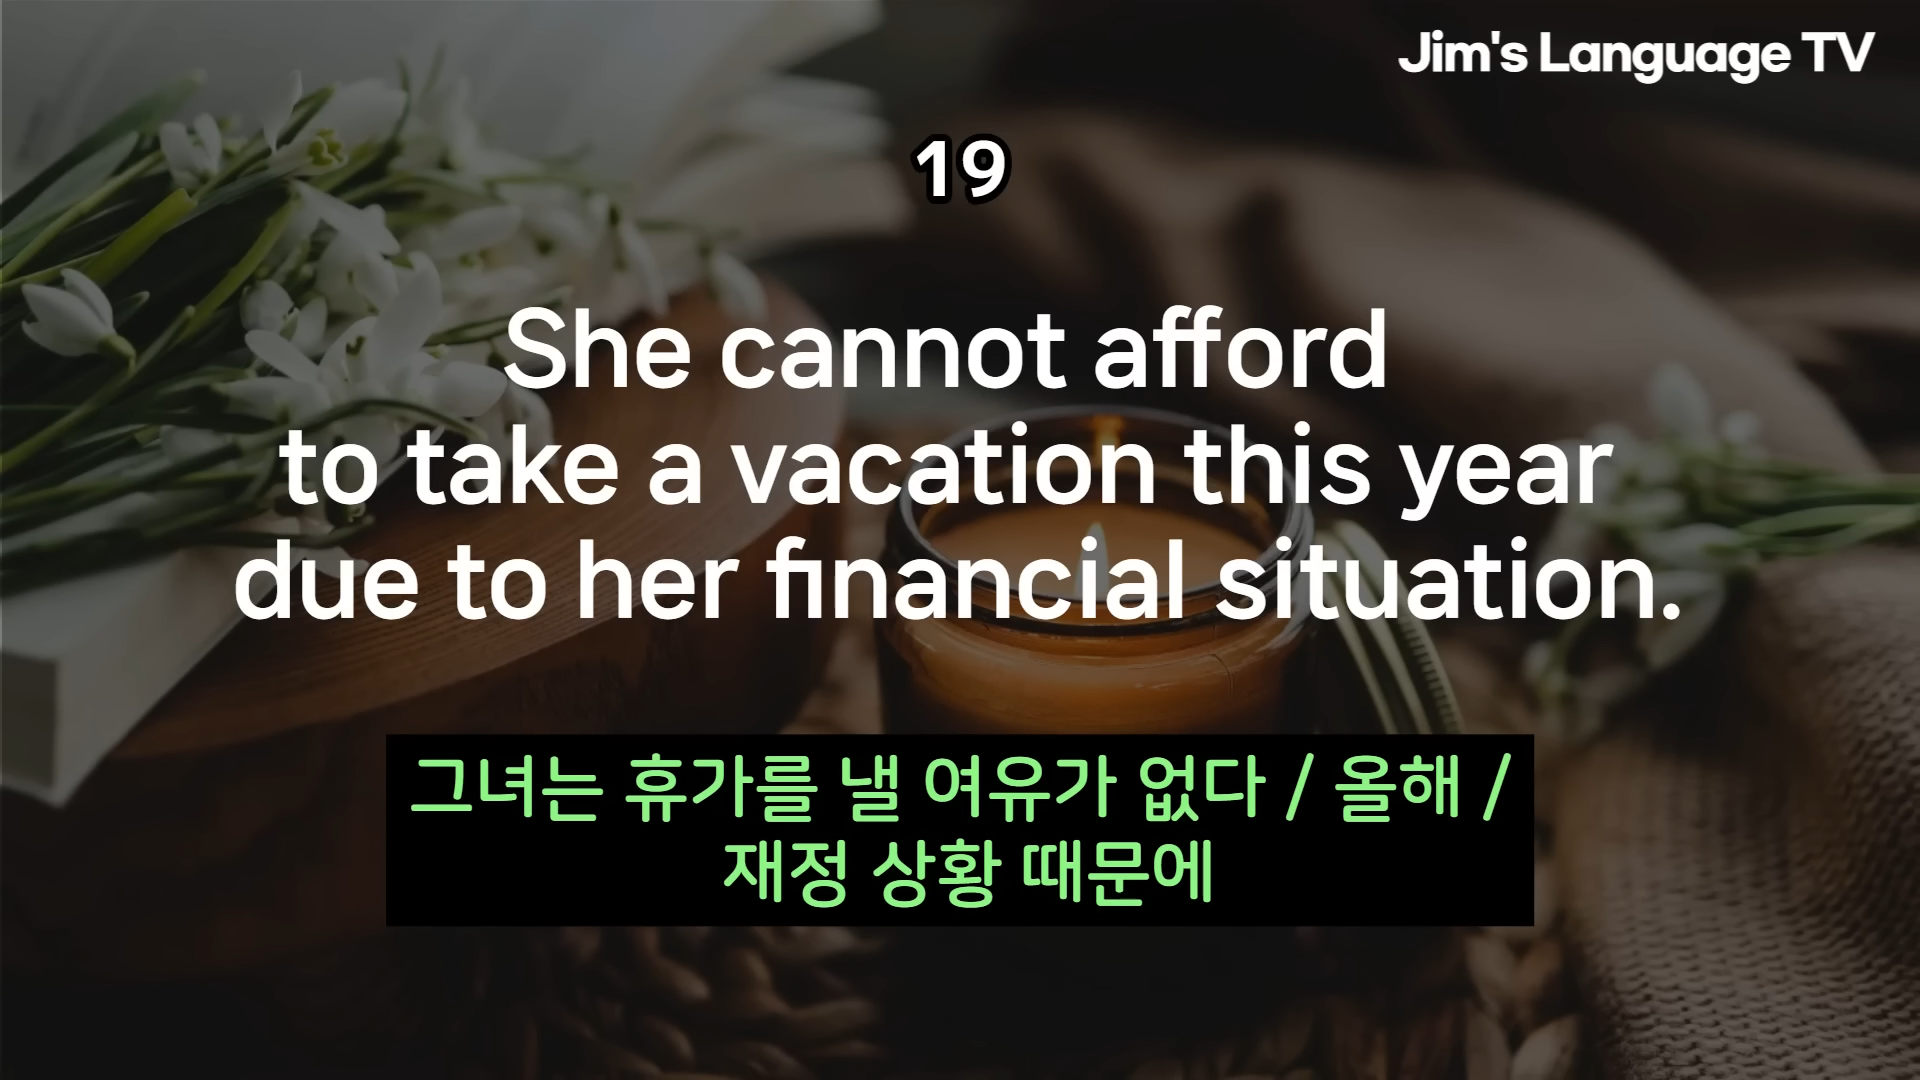 Jim's Language TV
19
She cannot afford
to take a vacation this year
due to her financial situation.
그녀는 휴가를 낼 여유가 없다 / 올해 /
재정 상황 때문에